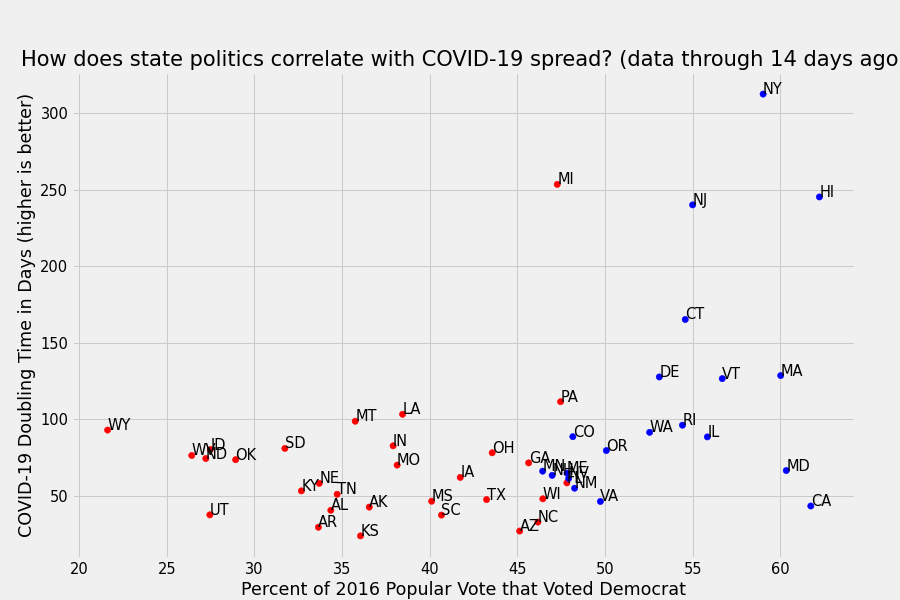 How does state politics correlate with COVID-19 spread? (data through 14 days ago
COVID-19 Doubling Time in Days (higher is better)
300
250
200
150
100
50
NY
MI
HI
NJ
CT
DE
VT
MA
PA
LA
MT
WY
CO
WA
RI
IL
OR
SD
IN
OH
ID
ND
OK
MO
GA
MN
ME
MD
IA
NE
KY
TN
NM
WI
VA
MS
TX
CA
AL
AK
UT
SC
NC
AR
AZ
KS
20
25
30
35
40
45
50
55
60
Percent of 2016 Popular Vote that Voted Democrat